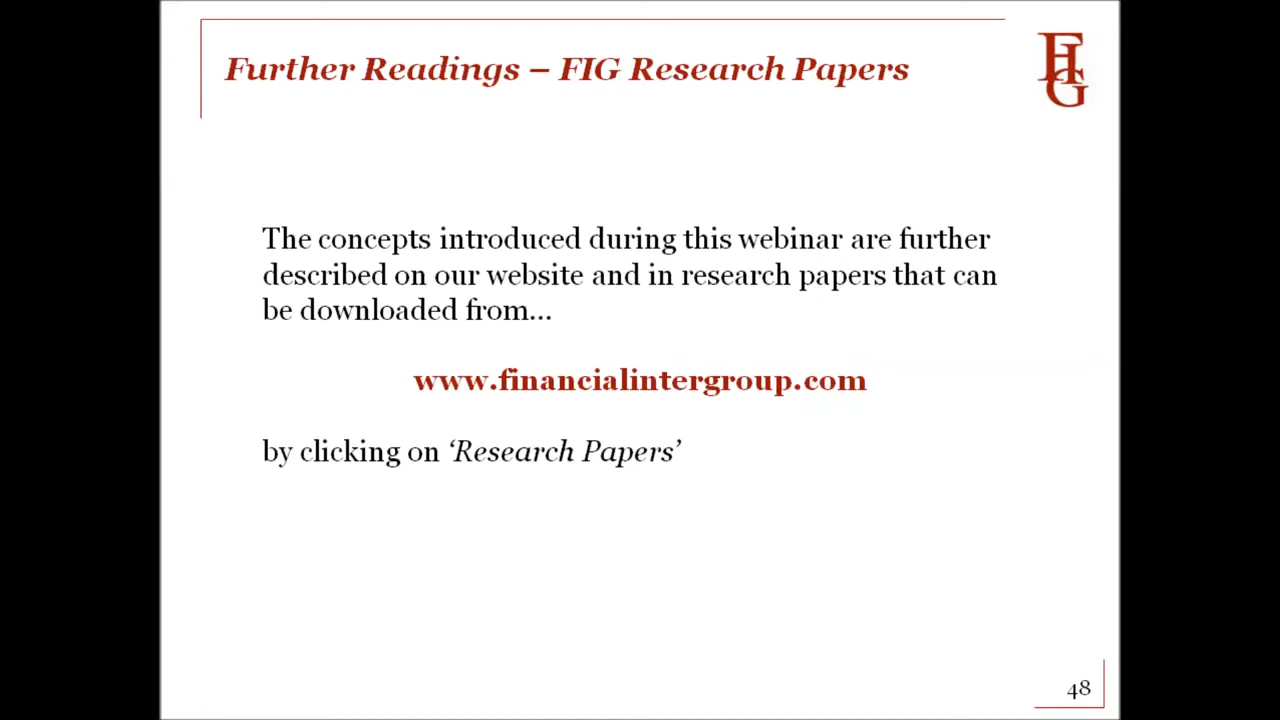 Further Readings – FIG Research Papers
FIG
The concepts introduced during this webinar are further
described on our website and in research papers that can
be downloaded from...
www.financialintergroup.com
by clicking on ‘Research Papers’
48